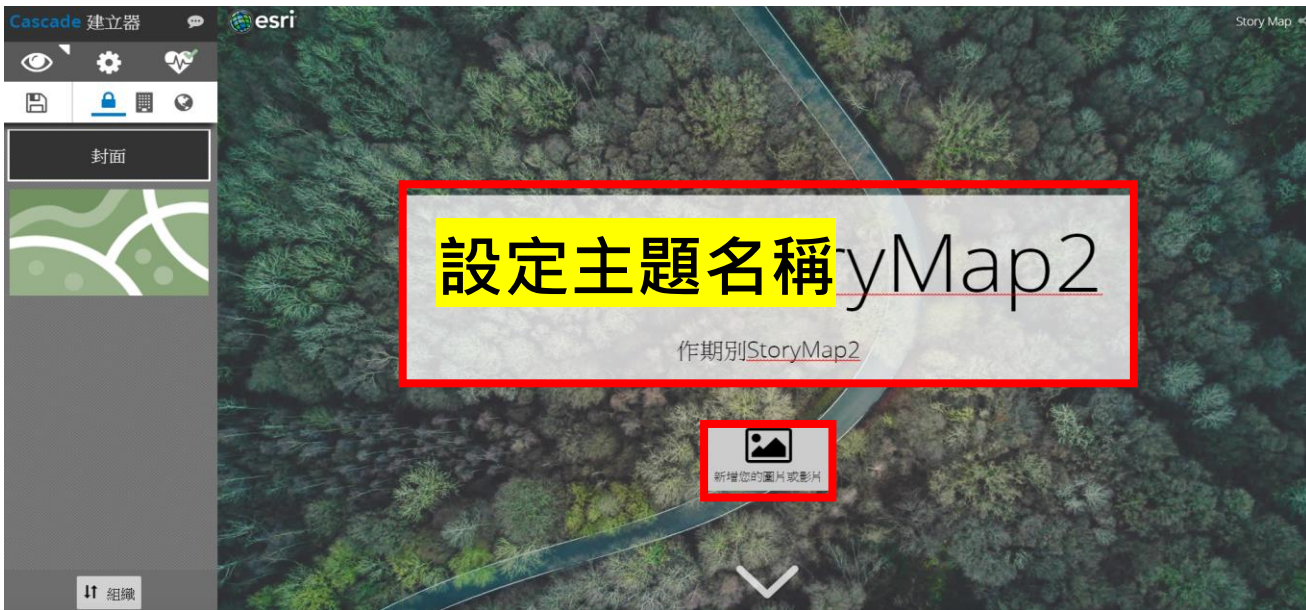 Cascade 建立器
esri
Story Map
封面
設定主題名稱yMap2
作期別StoryMap2
新增您的圖片或影片
組織